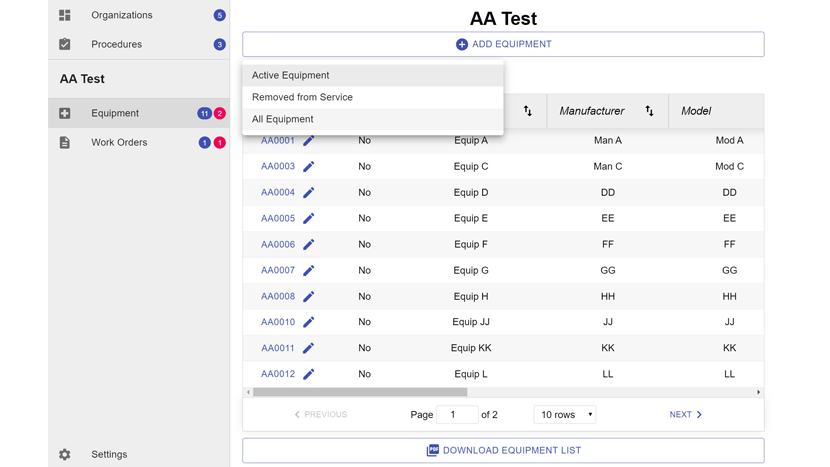 Organizations 5
Procedures 3
AA Test
Equipment 11 2
Work Orders 1 1
Settings
AA Test
ADD EQUIPMENT
Active Equipment
Removed from Service
All Equipment
Manufacturer Model
AA0001 No Equip A Man A Mod A
AA0003 No Equip C Man C Mod C
AA0004 No Equip D DD DD
AA0005 No Equip E EE EE
AA0006 No Equip F FF FF
AA0007 No Equip G GG GG
AA0008 No Equip H HH HH
AA0010 No Equip JJ JJ JJ
AA0011 No Equip KK KK KK
AA0012 No Equip L LL LL
PREVIOUS Page 1 of 2 10 rows NEXT
PDF DOWNLOAD EQUIPMENT LIST